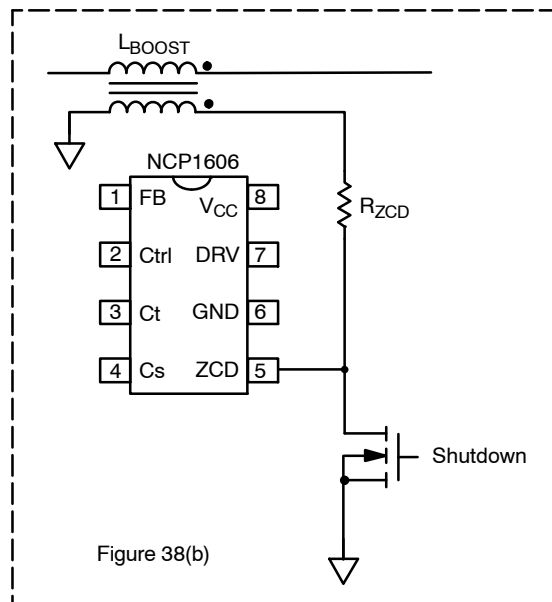 LBOOST
NCP1606
1 FB VCC 8
RZCD
2 Ctrl DRV 7
3 Ct GND 6
4 Cs ZCD 5
Shutdown
Figure 38(b)